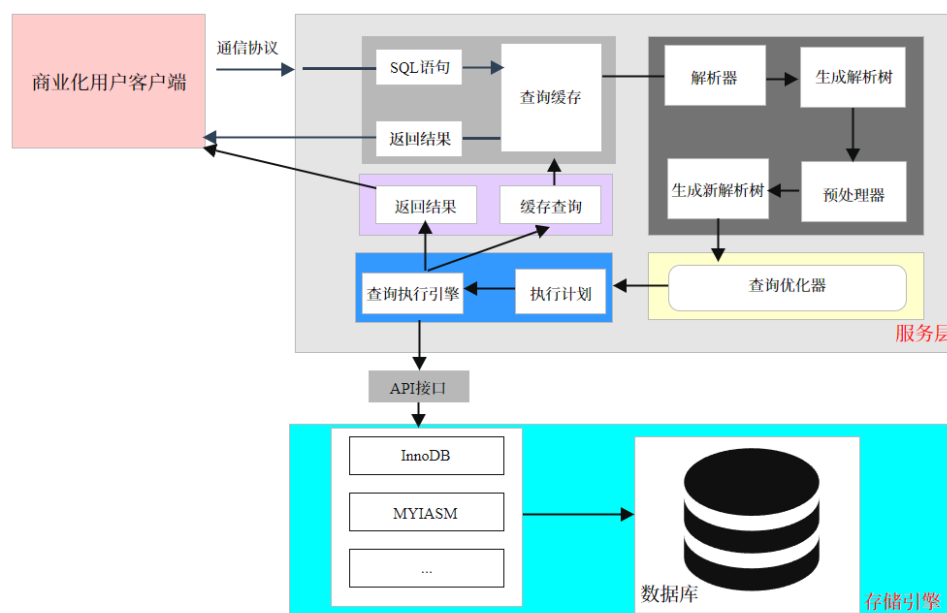 商业化用户客户端
通信协议
SQL语句
查询缓存
返回结果
解析器
生成解析树
预处理器
生成新解析树
返回结果
缓存查询
查询执行引擎
执行计划
查询优化器
服务层
API接口
InnoDB
MYIASM
...
数据库
存储引擎